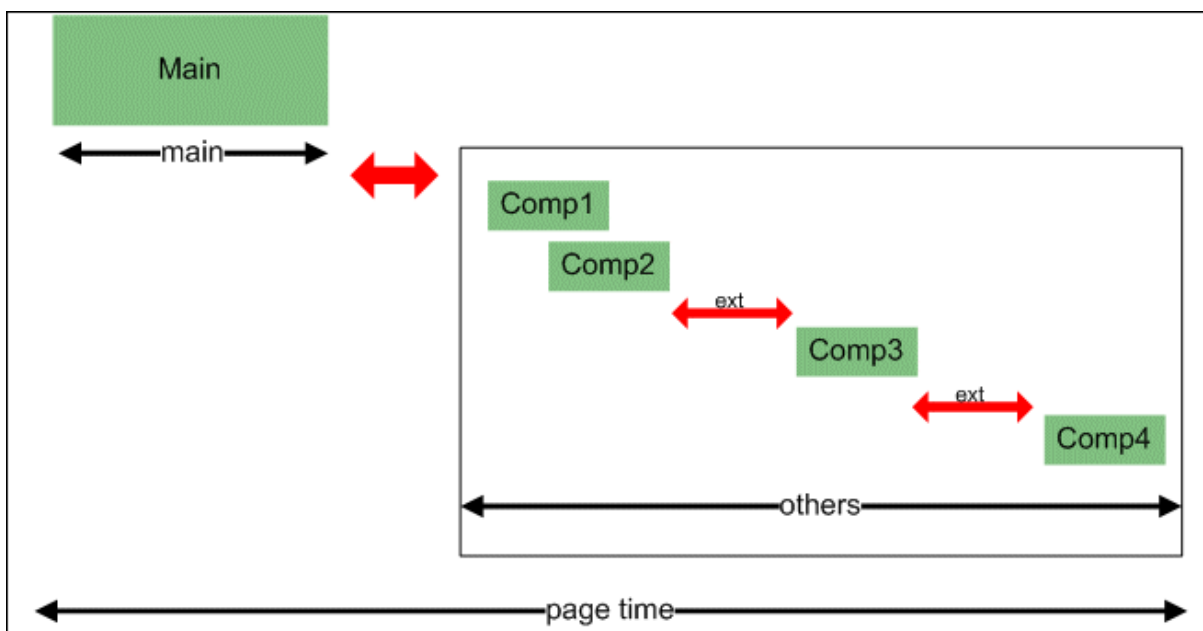 Main
main
Comp1
Comp2
ext
Comp3
ext
Comp4
others
page time